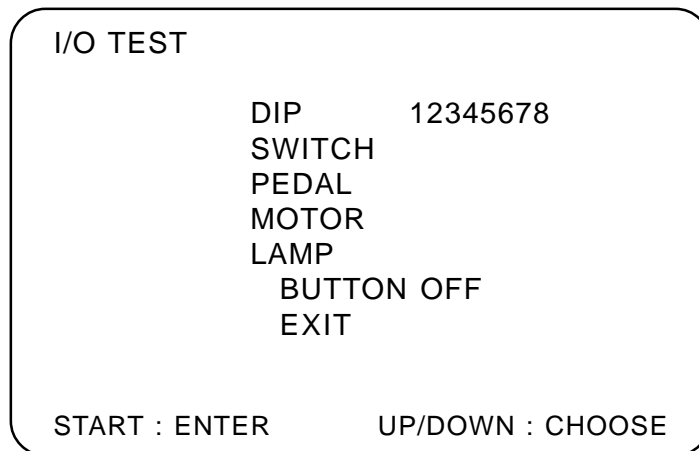 I/O TEST
DIP 12345678
SWITCH
PEDAL
MOTOR
LAMP
BUTTON OFF
EXIT
START : ENTER UP/DOWN : CHOOSE